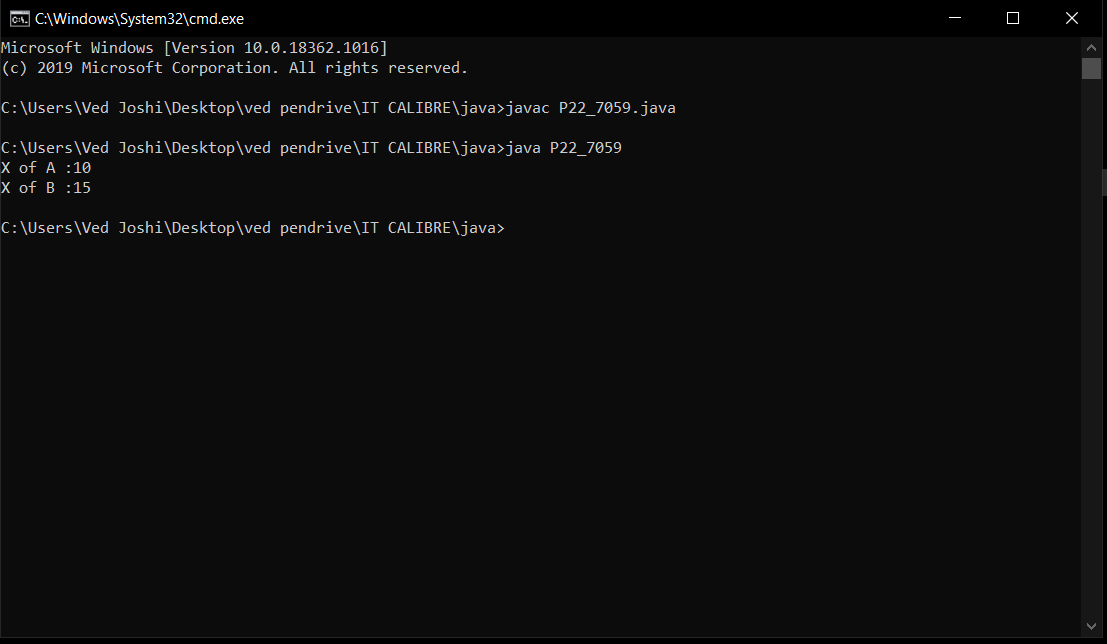 C:\Windows\System32\cmd.exe
Microsoft Windows [Version 10.0.18362.1016]
(c) 2019 Microsoft Corporation. All rights reserved.
C:\Users\Ved Joshi\Desktop\ved pendrive\IT CALIBRE\java>javac P22_7059.java
C:\Users\Ved Joshi\Desktop\ved pendrive\IT CALIBRE\java>java P22_7059
X of A :10
X of B :15
C:\Users\Ved Joshi\Desktop\ved pendrive\IT CALIBRE\java>